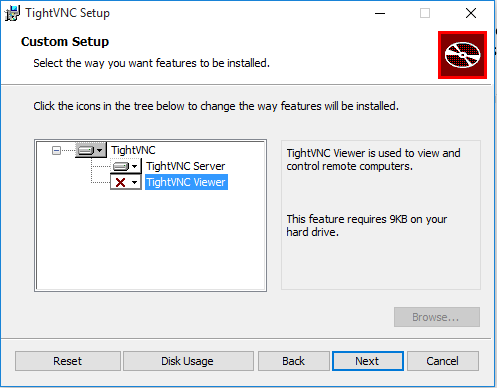 TightVNC Setup
Custom Setup
Select the way you want features to be installed.
Click the icons in the tree below to change the way features will be installed.
TightVNC
TightVNC Server
TightVNC Viewer
TightVNC Viewer is used to view and
control remote computers.
This feature requires 9KB on your
hard drive.
Browse...
Reset
Disk Usage
Back
Next
Cancel